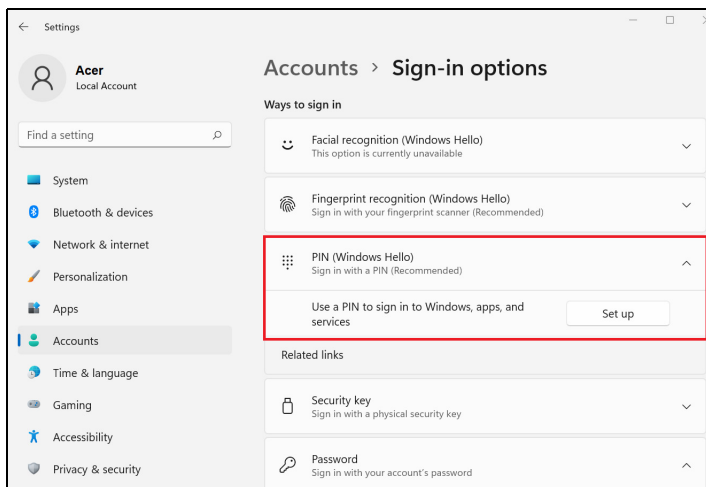 Settings
Acer
Local Account
Find a setting
System
Bluetooth & devices
Network & internet
Personalization
Apps
Accounts
Time & language
Gaming
Accessibility
Privacy & security
Accounts > Sign-in options
Ways to sign in
Facial recognition (Windows Hello)
This option is currently unavailable
Fingerprint recognition (Windows Hello)
Sign in with your fingerprint scanner (Recommended)
PIN (Windows Hello)
Sign in with a PIN (Recommended)
Use a PIN to sign in to Windows, apps, and
services
Set up
Related links
Security key
Sign in with a physical security key
Password
Sign in with your account's password